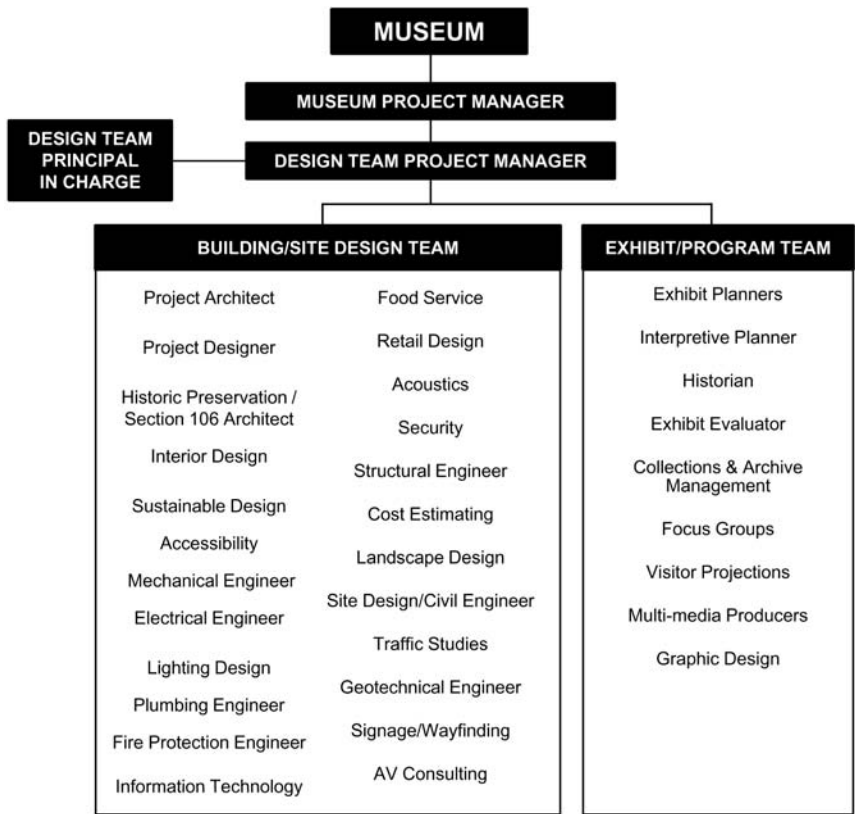 MUSEUM
MUSEUM PROJECT MANAGER
DESIGN TEAM
PRINCIPAL
IN CHARGE
DESIGN TEAM PROJECT MANAGER
BUILDING/SITE DESIGN TEAM
Project Architect
Project Designer
Historic Preservation /
Section 106 Architect
Interior Design
Sustainable Design
Accessibility
Mechanical Engineer
Electrical Engineer
Lighting Design
Plumbing Engineer
Fire Protection Engineer
Information Technology
Food Service
Retail Design
Acoustics
Security
Structural Engineer
Cost Estimating
Landscape Design
Site Design/Civil Engineer
Traffic Studies
Geotechnical Engineer
Signage/Wayfinding
AV Consulting
EXHIBIT/PROGRAM TEAM
Exhibit Planners
Interpretive Planner
Historian
Exhibit Evaluator
Collections & Archive
Management
Focus Groups
Visitor Projections
Multi-media Producers
Graphic Design